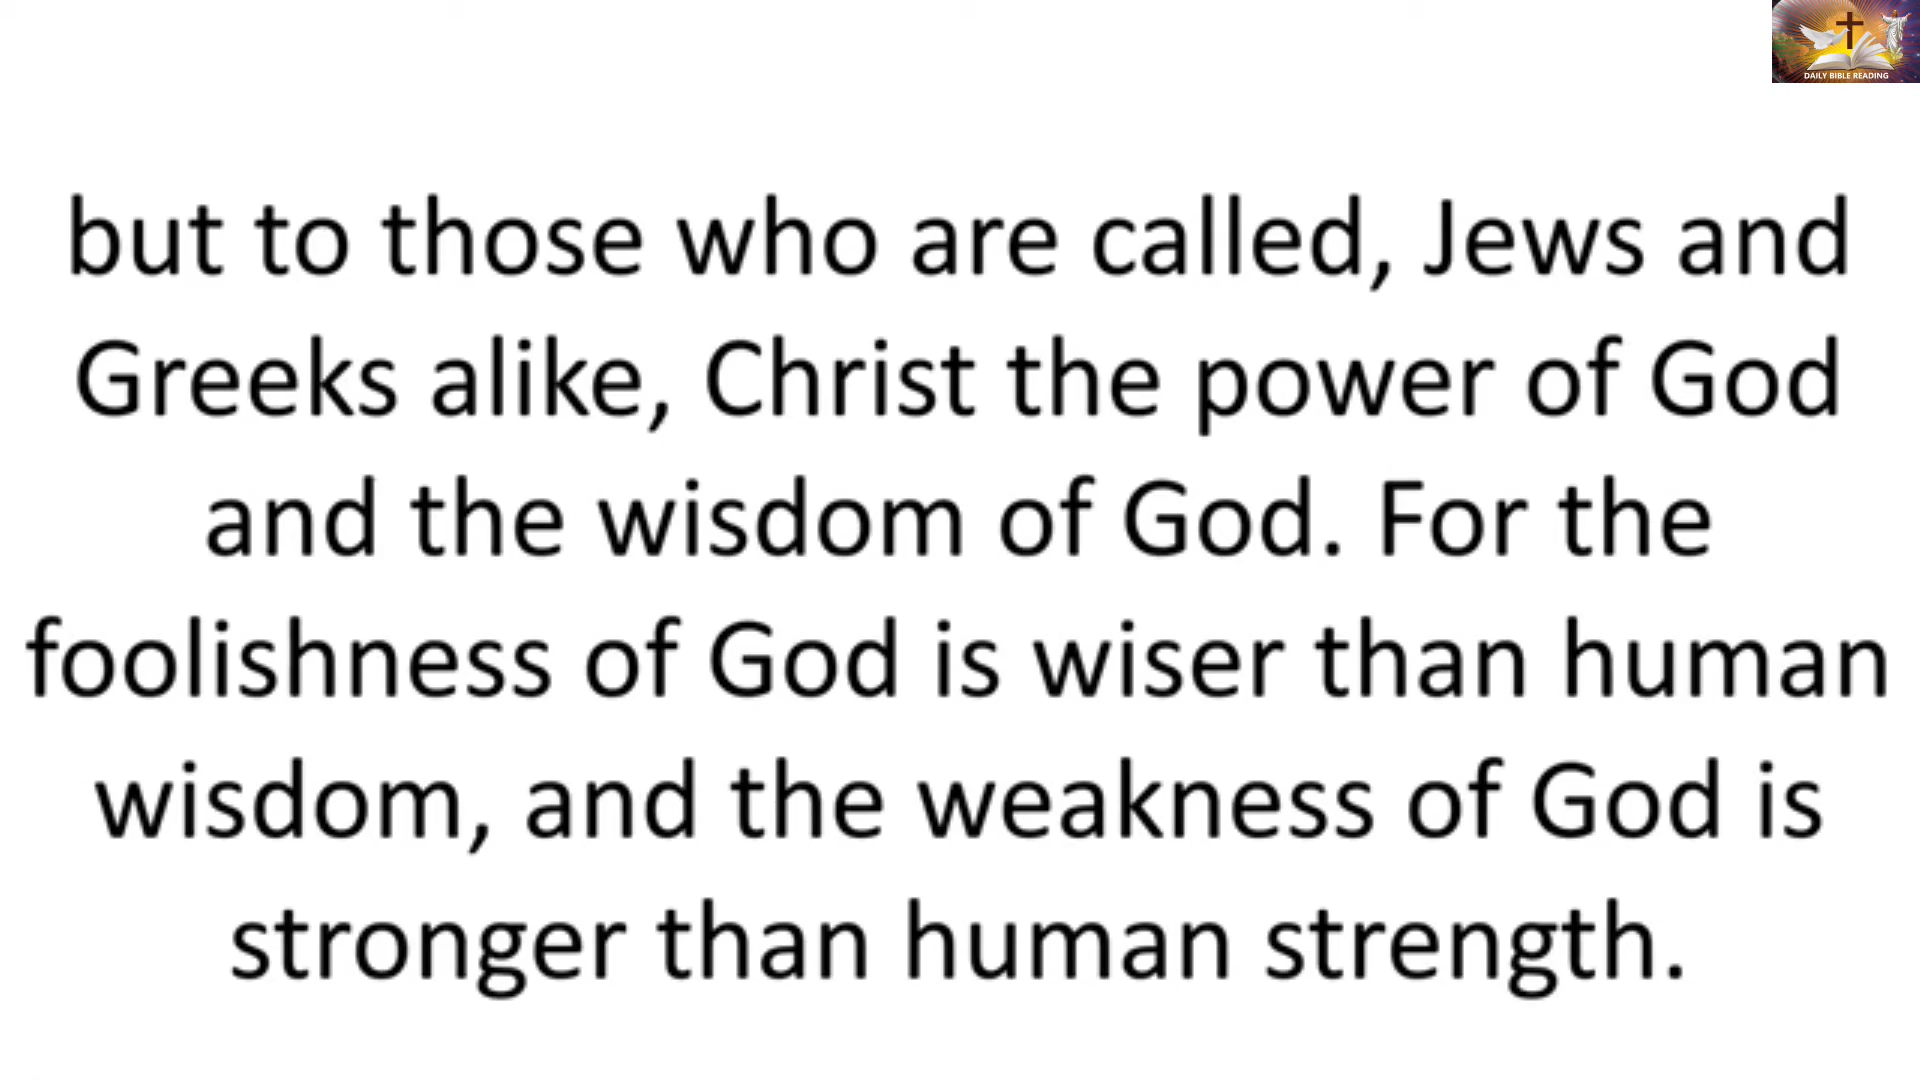 DAILY BIBLE READING
but to those who are called, Jews and
Greeks alike, Christ the power of God
and the wisdom of God. For the
foolishness of God is wiser than human
wisdom, and the weakness of God is
stronger than human strength.